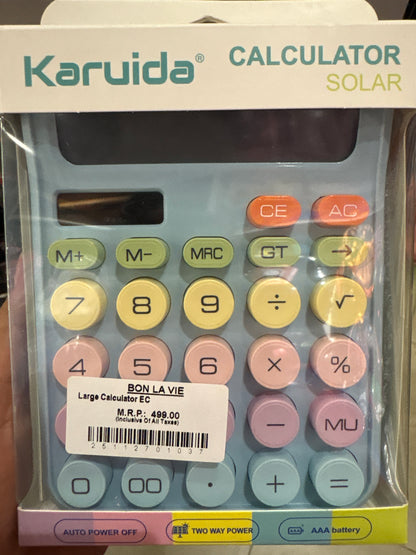 Karuida®
CALCULATOR
SOLAR
CE AC
M+ M- MRC GT →
7 8 9 ÷ √
4 5 6 × %
BON LA VIE
Large Calculator EC
M.R.P.: 499.00
(Inclusive Of All Taxes)
25112701037
- MU
0 00 . + =
AUTO POWER OFF TWO WAY POWER AAA battery